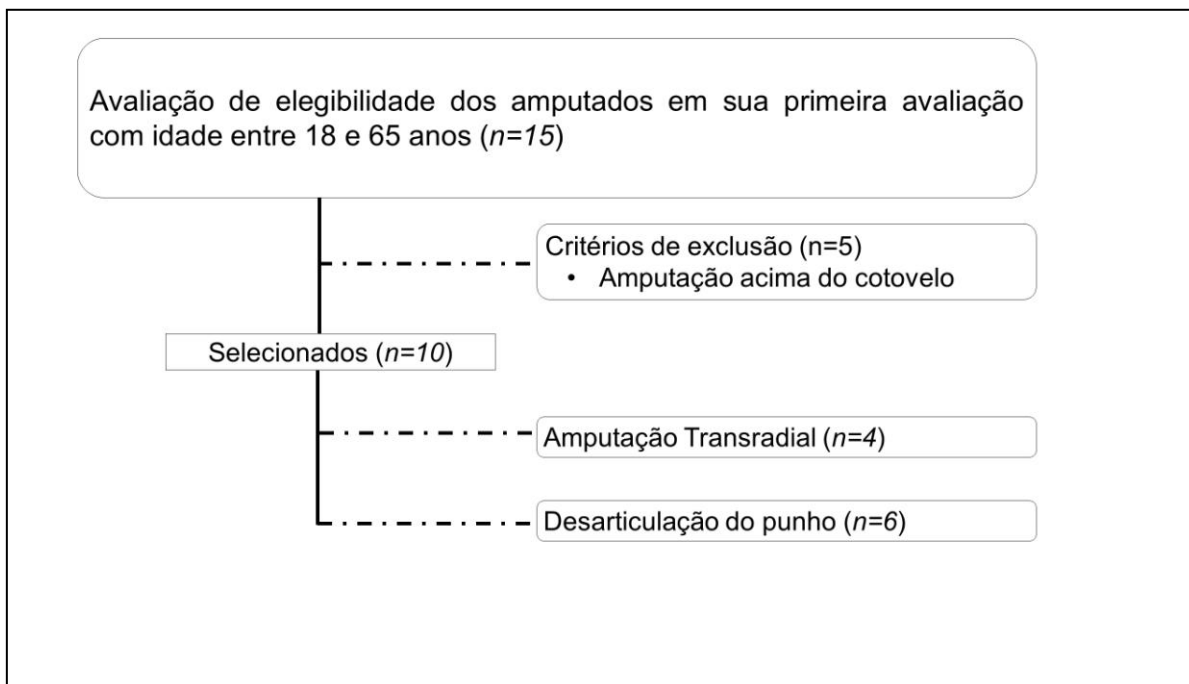 Avaliação de elegibilidade dos amputados em sua primeira avaliação
com idade entre 18 e 65 anos (n=15)
Critérios de exclusão (n=5)
• Amputação acima do cotovelo
Selecionados (n=10)
Amputação Transradial (n=4)
Desarticulação do punho (n=6)